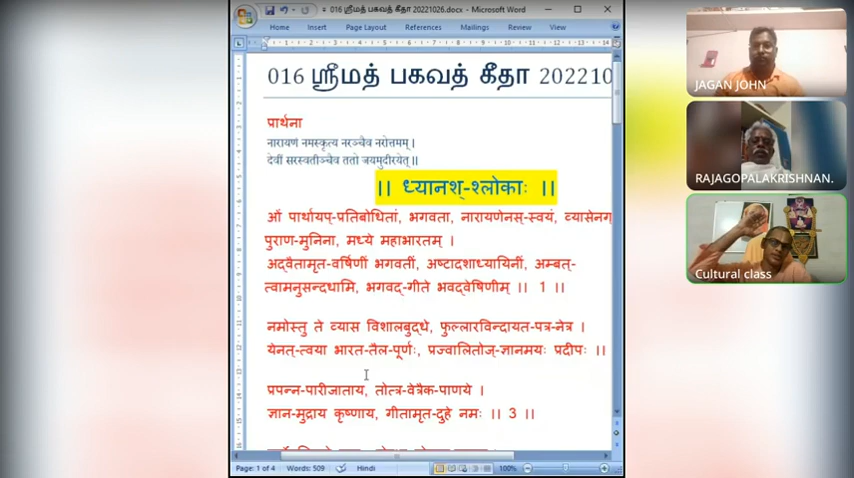 016 ஸ்ரீமத் பகவத் கீதா 20221026.docx - Microsoft Word
Home Insert Page Layout References Mailings Review View
016 ஸ்ரீமத் பகவத் கீதா 202210
प्रार्थना
नारायणं नमस्कृत्य नरञ्चैव नरोत्तमम् ।
देवीं सरस्वतीञ्चैव ततो जयमुदीरयेत् ॥
।। ध्यानश्-श्लोकाः ।।
औं पार्थायप्-प्रतिबोधितां, भगवता, नारायणेनस्-स्वयं, व्यासेनग्
पुराण-मुनिना, मध्ये महाभारतम् ।
अद्वैतामृत-वर्षिणीं भगवतीं, अष्टादशाध्यायिनीं, अम्बत्-
त्वामनुसन्दधामि, भगवद्-गीते भवद्वेषिणीम् ।। 1 ।।
नमोस्तु ते व्यास विशालबुद्धे, फुल्लारविन्दायत-पत्र-नेत्र ।
येनत्-त्वया भारत-तैल-पूर्णः, प्रज्वालितोज्-ज्ञानमयः प्रदीपः ।।
प्रपन्न-पारीजाताय, तोत्त्र-वेत्रैक-पाणये ।
ज्ञान-मुद्राय कृष्णाय, गीतामृत-दुहे नमः ।। 3 ।।
Page: 1 of 4 Words: 509 Hindi 100%
JAGAN JOHN
RAJAGOPALAKRISHNAN.
Cultural class